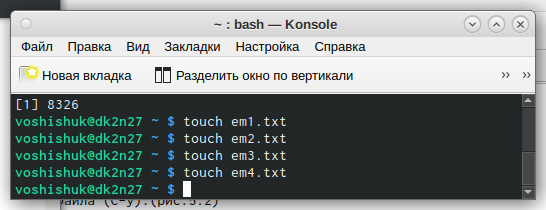 ~ : bash — Konsole
Файл Правка Вид Закладки Настройка Справка
Новая вкладка Разделить окно по вертикали ›› ››
[1] 8326
voshishuk@dk2n27 ~ $ touch em1.txt
voshishuk@dk2n27 ~ $ touch em2.txt
voshishuk@dk2n27 ~ $ touch em3.txt
voshishuk@dk2n27 ~ $ touch em4.txt
voshishuk@dk2n27 ~ $
(C-y).(рис.5.2)